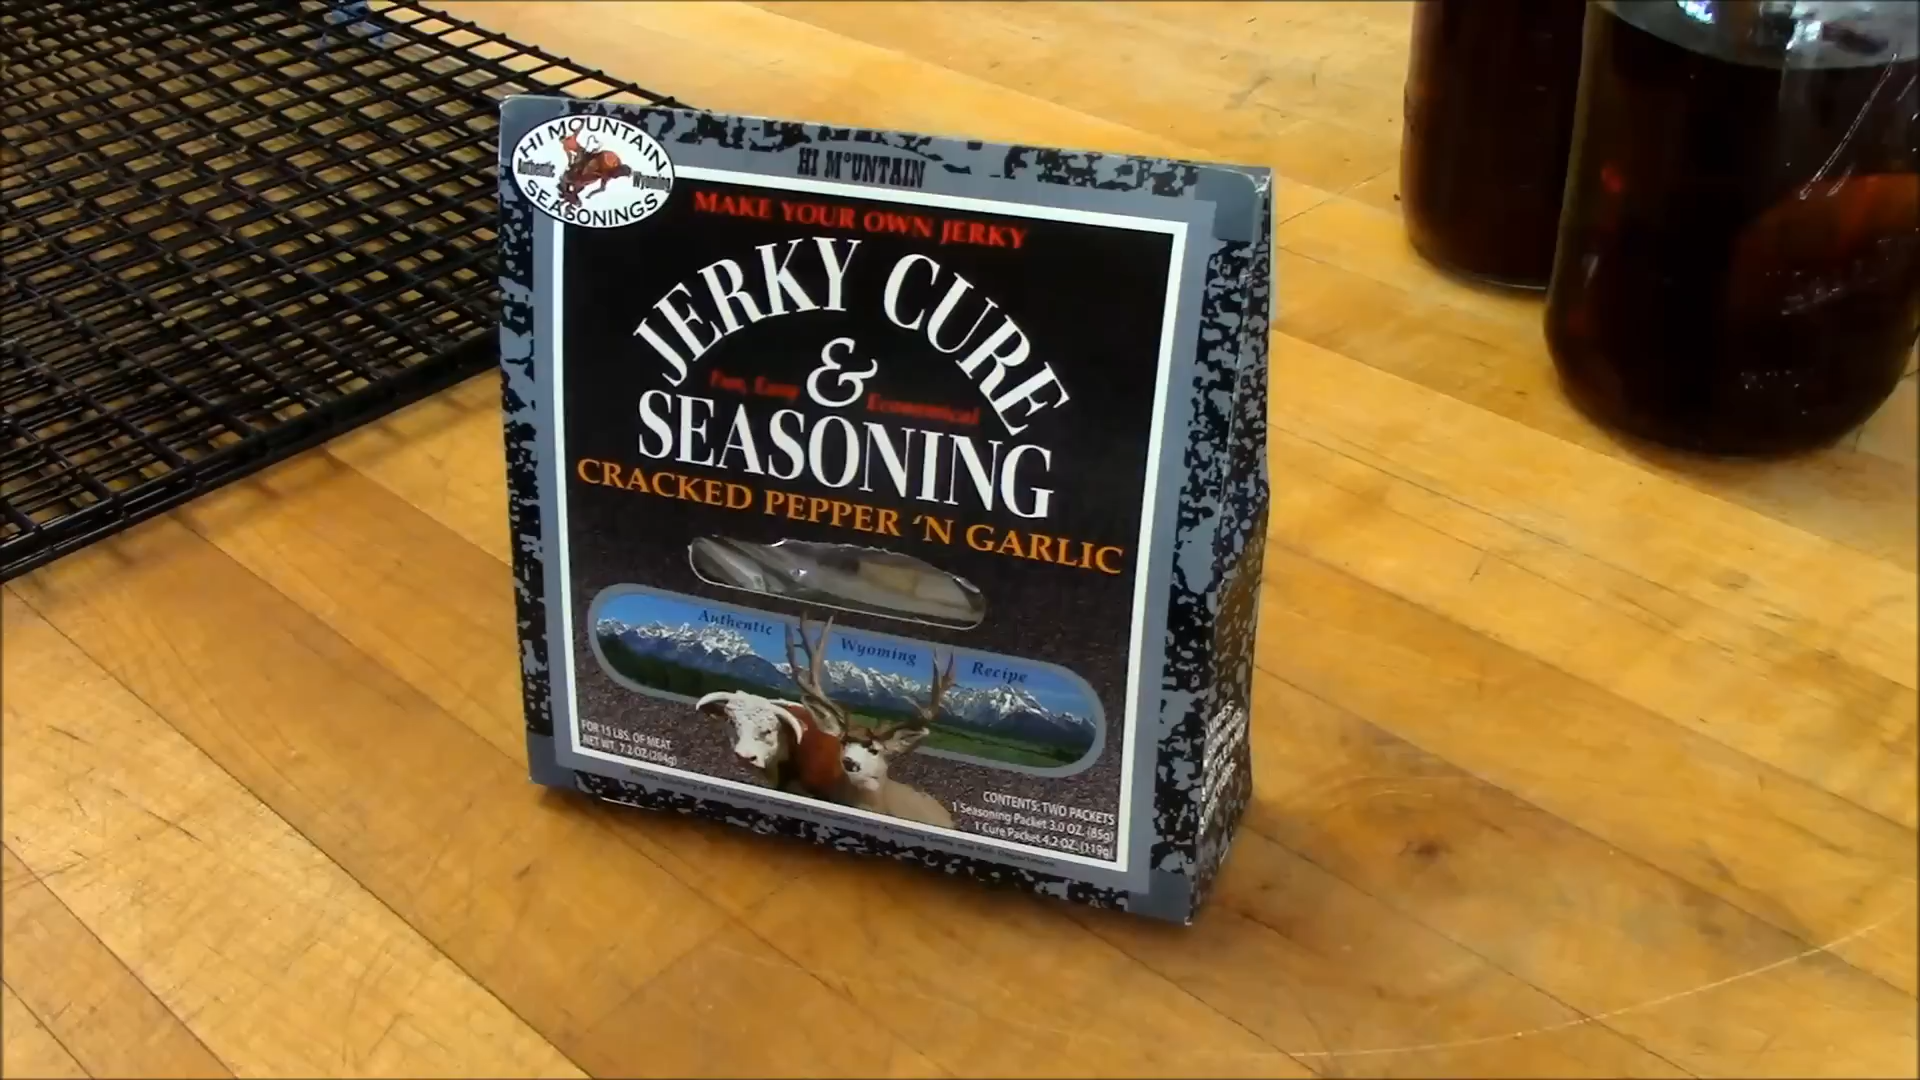 HI MOUNTAIN
Authentic Wyoming
SEASONINGS
HI MOUNTAIN
MAKE YOUR OWN JERKY
JERKY CURE
&
Fun, Easy Economical
SEASONING
CRACKED PEPPER 'N GARLIC
Authentic Wyoming Recipe
FOR 15 LBS. OF MEAT
NET WT. 7.2 OZ. (204g)
CONTENTS: TWO PACKETS
1 Seasoning Packet 3.0 OZ. (85g)
1 Cure Packet 4.2 OZ. (119g)